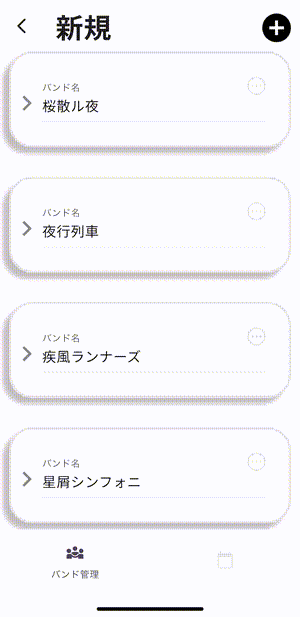 新規
バンド名
桜散ル夜
バンド名
夜行列車
バンド名
疾風ランナーズ
バンド名
星屑シンフォニ
バンド管理